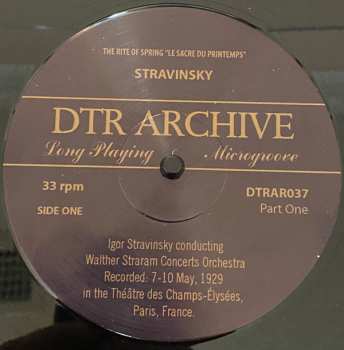 THE RITE OF SPRING "LE SACRE DU PRINTEMPS"
STRAVINSKY
DTR ARCHIVE
Long Playing Microgroove
33 rpm DTRAR037
SIDE ONE Part One
Igor Stravinsky conducting
Walther Straram Concerts Orchestra
Recorded: 7-10 May, 1929
in the Théâtre des Champs-Élysées,
Paris, France.